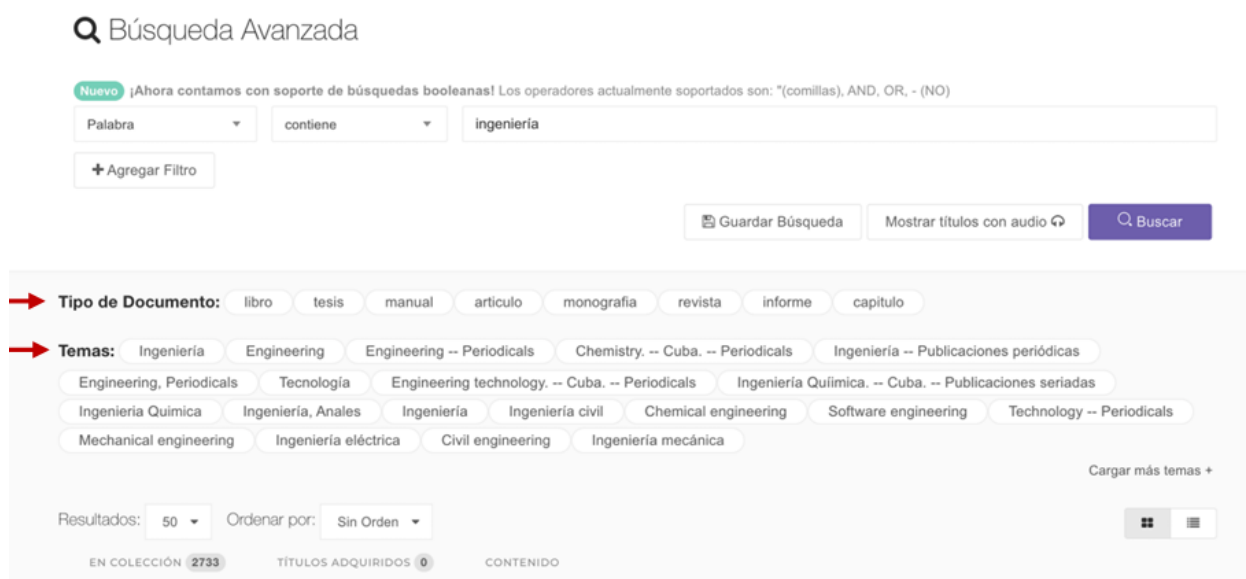 Búsqueda Avanzada
Nuevo ¡Ahora contamos con soporte de búsquedas booleanas! Los operadores actualmente soportados son: "(comillas), AND, OR, - (NO)
Palabra contiene ingeniería
+ Agregar Filtro
Guardar Búsqueda Mostrar títulos con audio Buscar
Tipo de Documento: libro tesis manual articulo monografia revista informe capitulo
Temas: Ingeniería Engineering Engineering -- Periodicals Chemistry. -- Cuba. -- Periodicals Ingeniería -- Publicaciones periódicas
Engineering, Periodicals Tecnología Engineering technology. -- Cuba. -- Periodicals Ingeniería Quíimica. -- Cuba. -- Publicaciones seriadas
Ingenieria Quimica Ingeniería, Anales Ingeniería Ingeniería civil Chemical engineering Software engineering Technology -- Periodicals
Mechanical engineering Ingeniería eléctrica Civil engineering Ingeniería mecánica
Cargar más temas +
Resultados: 50 Ordenar por: Sin Orden
EN COLECCIÓN 2733 TÍTULOS ADQUIRIDOS 0 CONTENIDO